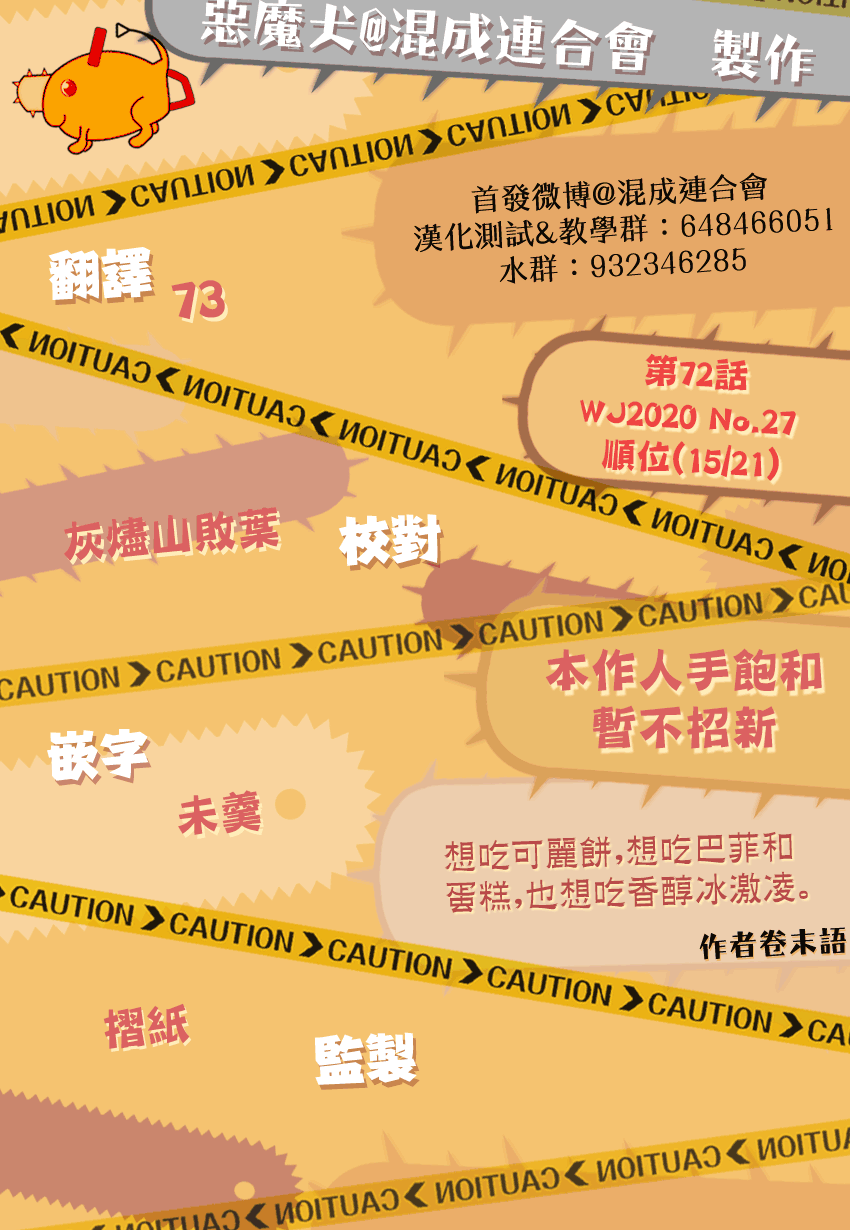 惡魔犬@混成連合會 製作
CAUTION CAUTION CAUTION CAUTION
首發微博@混成連合會
漢化測試&教學群：648466051
水群：932346285
翻譯
73
CAUTION CAUTION CAUTION CAUTION CAUTION
第72話
WJ2020 No.27
順位(15/21)
灰燼山敗葉
校對
CAUTION CAUTION CAUTION CAUTION CAUTION
本作人手飽和
暫不招新
嵌字
未羹
想吃可麗餅,想吃巴菲和
蛋糕,也想吃香醇冰激凌。
作者卷末語
CAUTION CAUTION CAUTION CAUTION CAUTION
摺紙
監製
CAUTION CAUTION CAUTION CAUTION